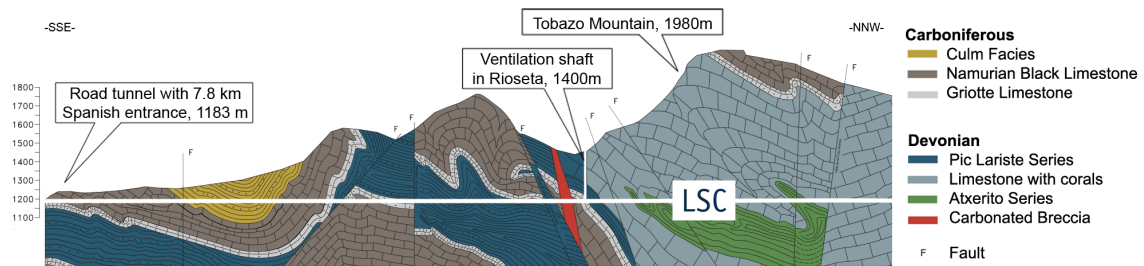 -SSE-
Tobazo Mountain, 1980m
-NNW-
Ventilation shaft
in Rioseta, 1400m
Road tunnel with 7.8 km
Spanish entrance, 1183 m
1800
1700
1600
1500
1400
1300
1200
1100
F
F
F
F
F
F
F
F
LSC
Carboniferous
Culm Facies
Namurian Black Limestone
Griotte Limestone
Devonian
Pic Lariste Series
Limestone with corals
Atxerito Series
Carbonated Breccia
F Fault